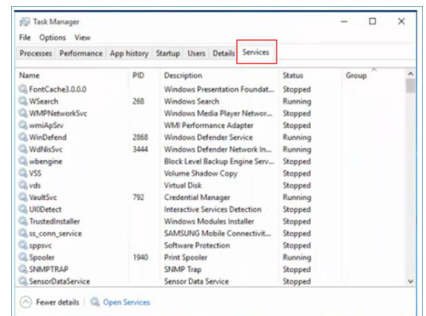 Task Manager
File Options View
Processes Performance App history Startup Users Details Services
Name PID Description Status Group
FontCache3.0.0.0 Windows Presentation Foundat... Stopped
WSearch 268 Windows Search Running
WMPNetworkSvc Windows Media Player Networ... Stopped
wmiApSrv WMI Performance Adapter Stopped
WinDefend 2868 Windows Defender Service Running
WdNisSvc 3444 Windows Defender Network In... Running
wbengine Block Level Backup Engine Serv... Stopped
VSS Volume Shadow Copy Stopped
vds Virtual Disk Stopped
VaultSvc 792 Credential Manager Running
UI0Detect Interactive Services Detection Stopped
TrustedInstaller Windows Modules Installer Stopped
ss_conn_service SAMSUNG Mobile Connectivit... Stopped
sppsvc Software Protection Stopped
Spooler 1940 Print Spooler Running
SNMPTRAP SNMP Trap Stopped
SensorDataService Sensor Data Service Stopped
Fewer details Open Services